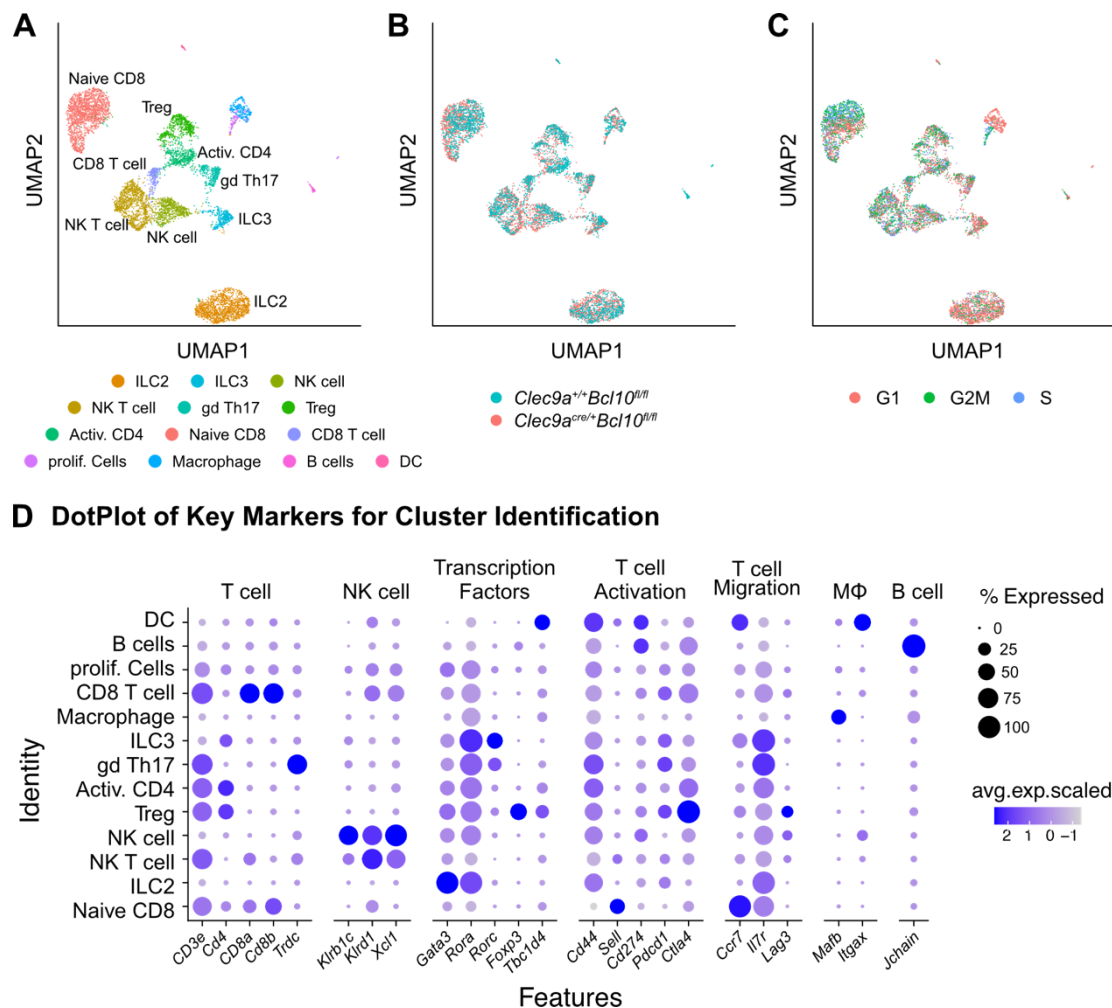 A
B
C
UMAP2
Naive CD8
Treg
Activ. CD4
CD8 T cell
gd Th17
NK T cell
NK cell
ILC3
ILC2
UMAP1
UMAP2
UMAP1
UMAP2
UMAP1
ILC2 ILC3 NK cell
NK T cell gd Th17 Treg
Activ. CD4 Naive CD8 CD8 T cell
prolif. Cells Macrophage B cells DC
Clec9a+/+Bcl10fl/fl
Clec9acre/+Bcl10fl/fl
G1 G2M S
D DotPlot of Key Markers for Cluster Identification
T cell
NK cell
Transcription
Factors
T cell
Activation
T cell
Migration
MΦ
B cell
Identity
DC
B cells
prolif. Cells
CD8 T cell
Macrophage
ILC3
gd Th17
Activ. CD4
Treg
NK cell
NK T cell
ILC2
Naive CD8
CD3e Cd4 CD8a Cd8b Trdc Klrb1c Klrd1 Xcl1 Gata3 Rora Rorc Foxp3 Tbc1d4 Cd44 Sell Cd274 Pdcd1 Ctla4 Ccr7 Il7r Lag3 Mafb Itgax Jchain
Features
% Expressed
0
25
50
75
100
avg.exp.scaled
2 1 0 −1